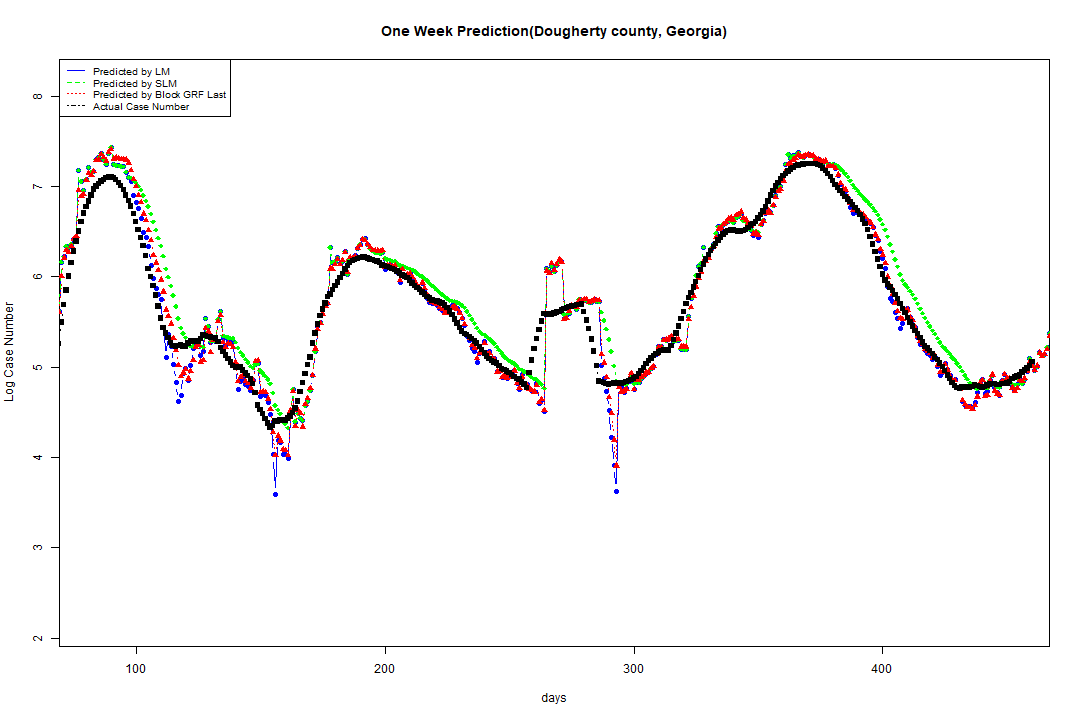 One Week Prediction(Dougherty county, Georgia)
Predicted by LM
Predicted by SLM
Predicted by Block GRF Last
Actual Case Number
8
7
6
5
4
3
2
Log Case Number
100 200 300 400
days